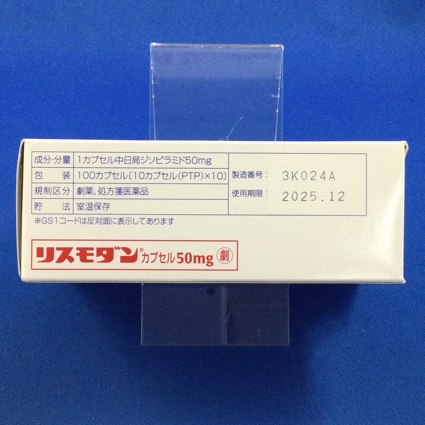 成分・分量 1カプセル中日局ジソピラミド50mg
包装 100カプセル[10カプセル(PTP)×10]
規制区分 劇薬、処方箋医薬品
貯法 室温保存
製造番号: 3K024A
使用期限: 2025.12
※GS1コードは反対面に表示してあります
リスモダン®カプセル50mg 劇